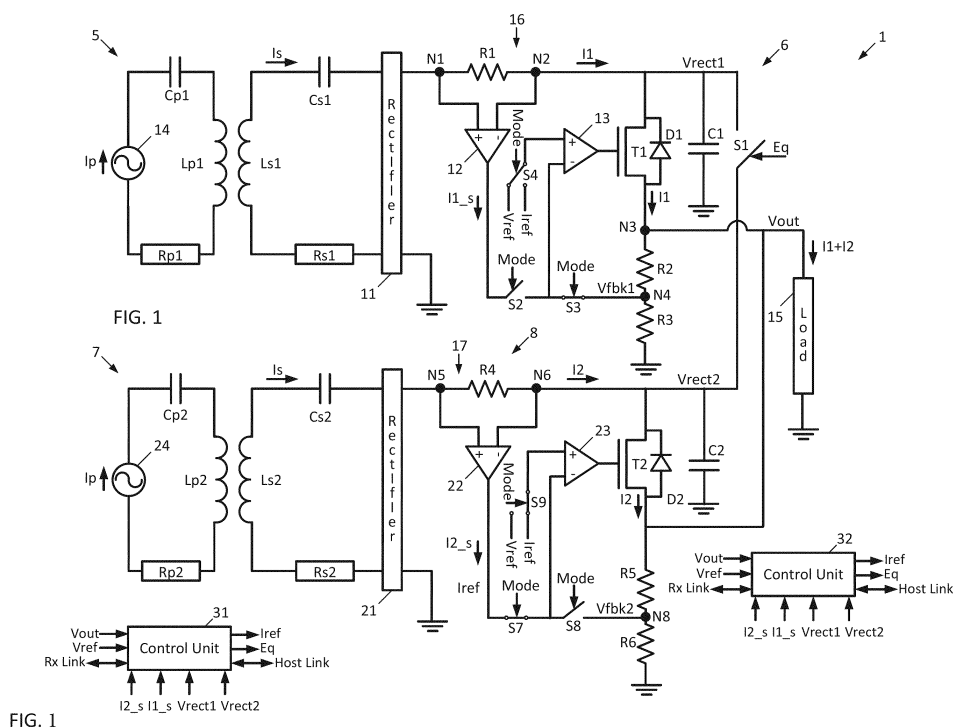 5
16
6
1
Is
N1
R1
N2
I1
Vrect1
Cp1
Cs1
Rectifier
14
Mode
13
Ip
Lp1
Ls1
+ -
12
+
-
S4
T1
D1
C1
S1
Eq
I1_s
Vref
Iref
I1
N3
Vout
I1+I2
Rp1
Rs1
Mode
Mode
R2
11
S2
S3
Vfbk1
N4
15
Load
FIG. 1
R3
7
17
8
Is
N5
R4
N6
I2
Vrect2
Cp2
Cs2
Rectifier
24
23
Ip
Lp2
Ls2
+ -
22
Mode
+
-
S9
T2
D2
C2
I2
I2_s
Vref
Iref
32
Vout
Vref
Rx Link
Control Unit
Iref
Eq
Host Link
I2_s I1_s Vrect1 Vrect2
Rp2
Rs2
Iref
Mode
Mode
R5
21
S7
S8
Vfbk2
N8
R6
31
Vout
Vref
Rx Link
Control Unit
Iref
Eq
Host Link
I2_s I1_s Vrect1 Vrect2
FIG. 1